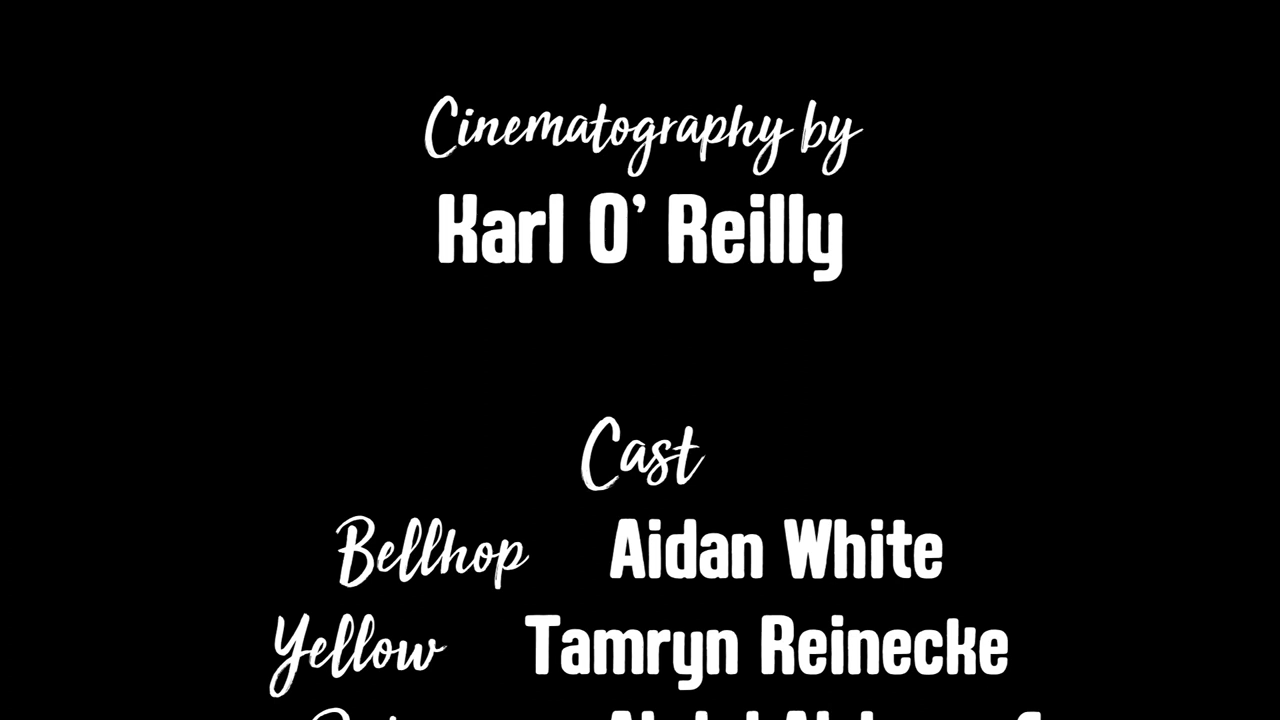 Cinematography by
Karl O' Reilly
Cast
Bellhop Aidan White
Yellow Tamryn Reinecke